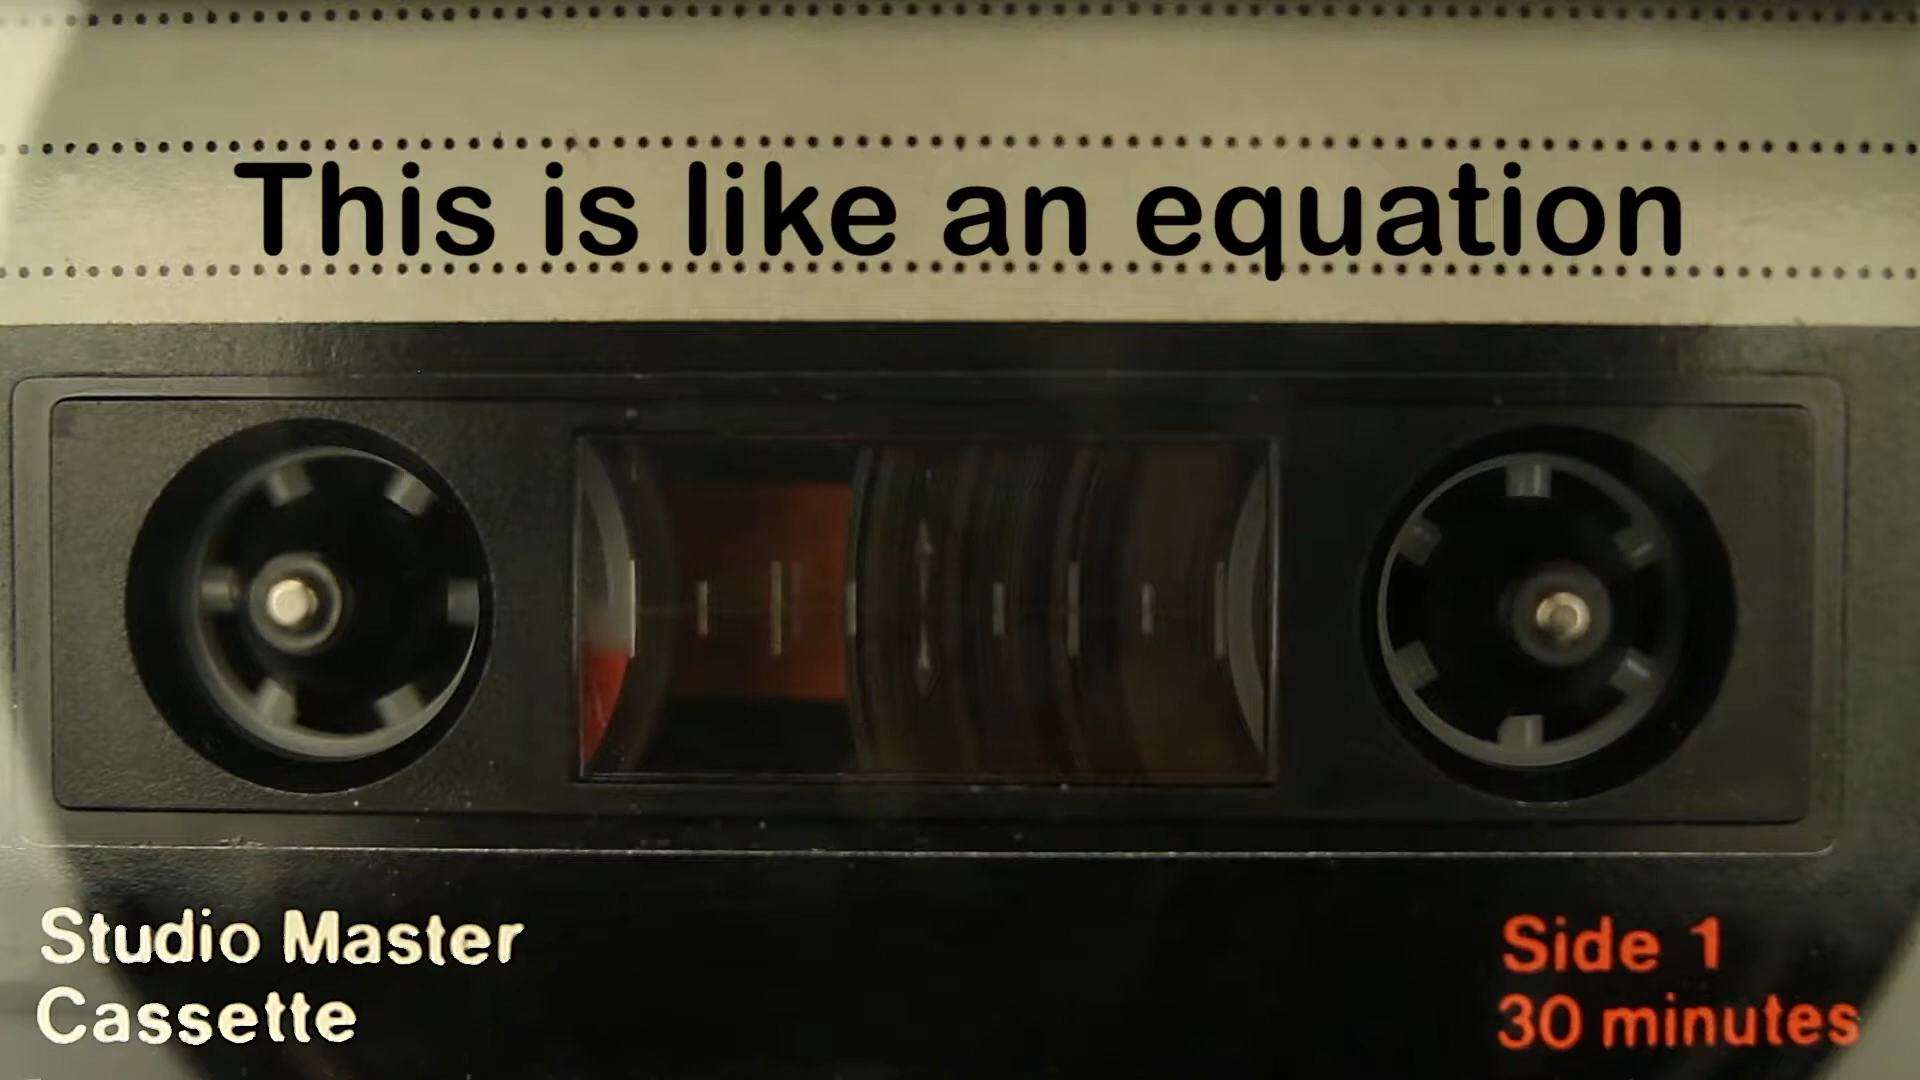 This is like an equation
Studio Master
Cassette
Side 1
30 minutes